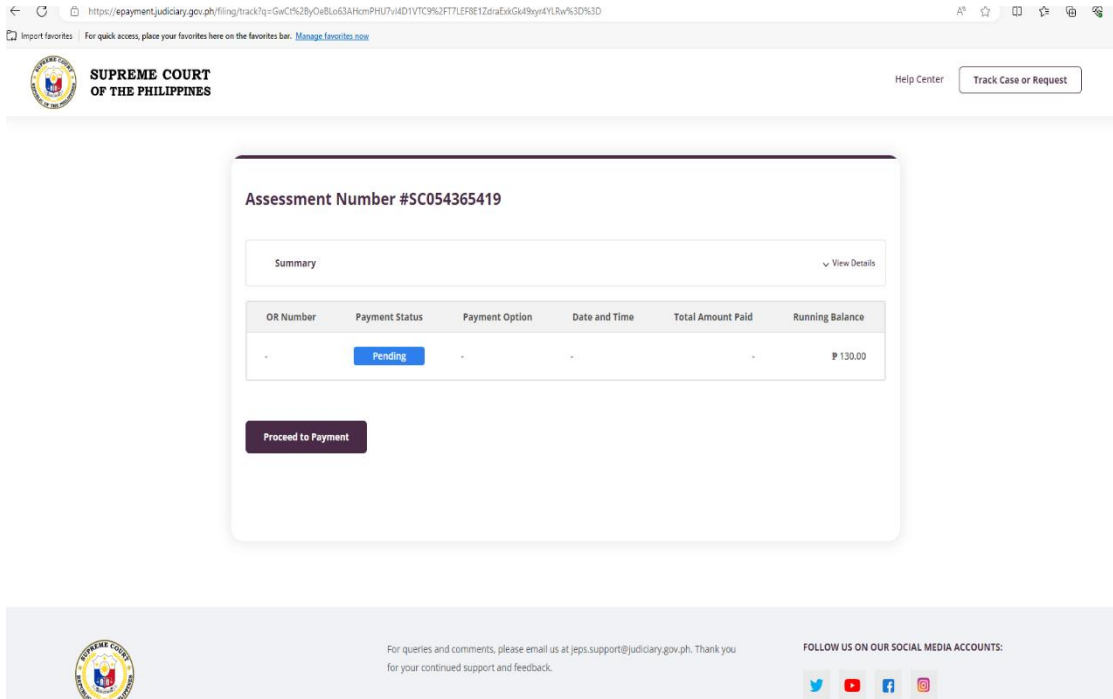 https://epayment.judiciary.gov.ph/filing/track?q=GwCt%2ByOeBLo63AHcmPHU7vI4D1VTC9%2FT7LEF8E1ZdraExkGk49xyr4YLRw%3D%3D
Import favorites For quick access, place your favorites here on the favorites bar. Manage favorites now
SUPREME COURT
OF THE PHILIPPINES
Help Center Track Case or Request
Assessment Number #SC054365419
Summary View Details
OR Number Payment Status Payment Option Date and Time Total Amount Paid Running Balance
- Pending - - - ₱ 130.00
Proceed to Payment
For queries and comments, please email us at jeps.support@judiciary.gov.ph. Thank you
for your continued support and feedback.
FOLLOW US ON OUR SOCIAL MEDIA ACCOUNTS: